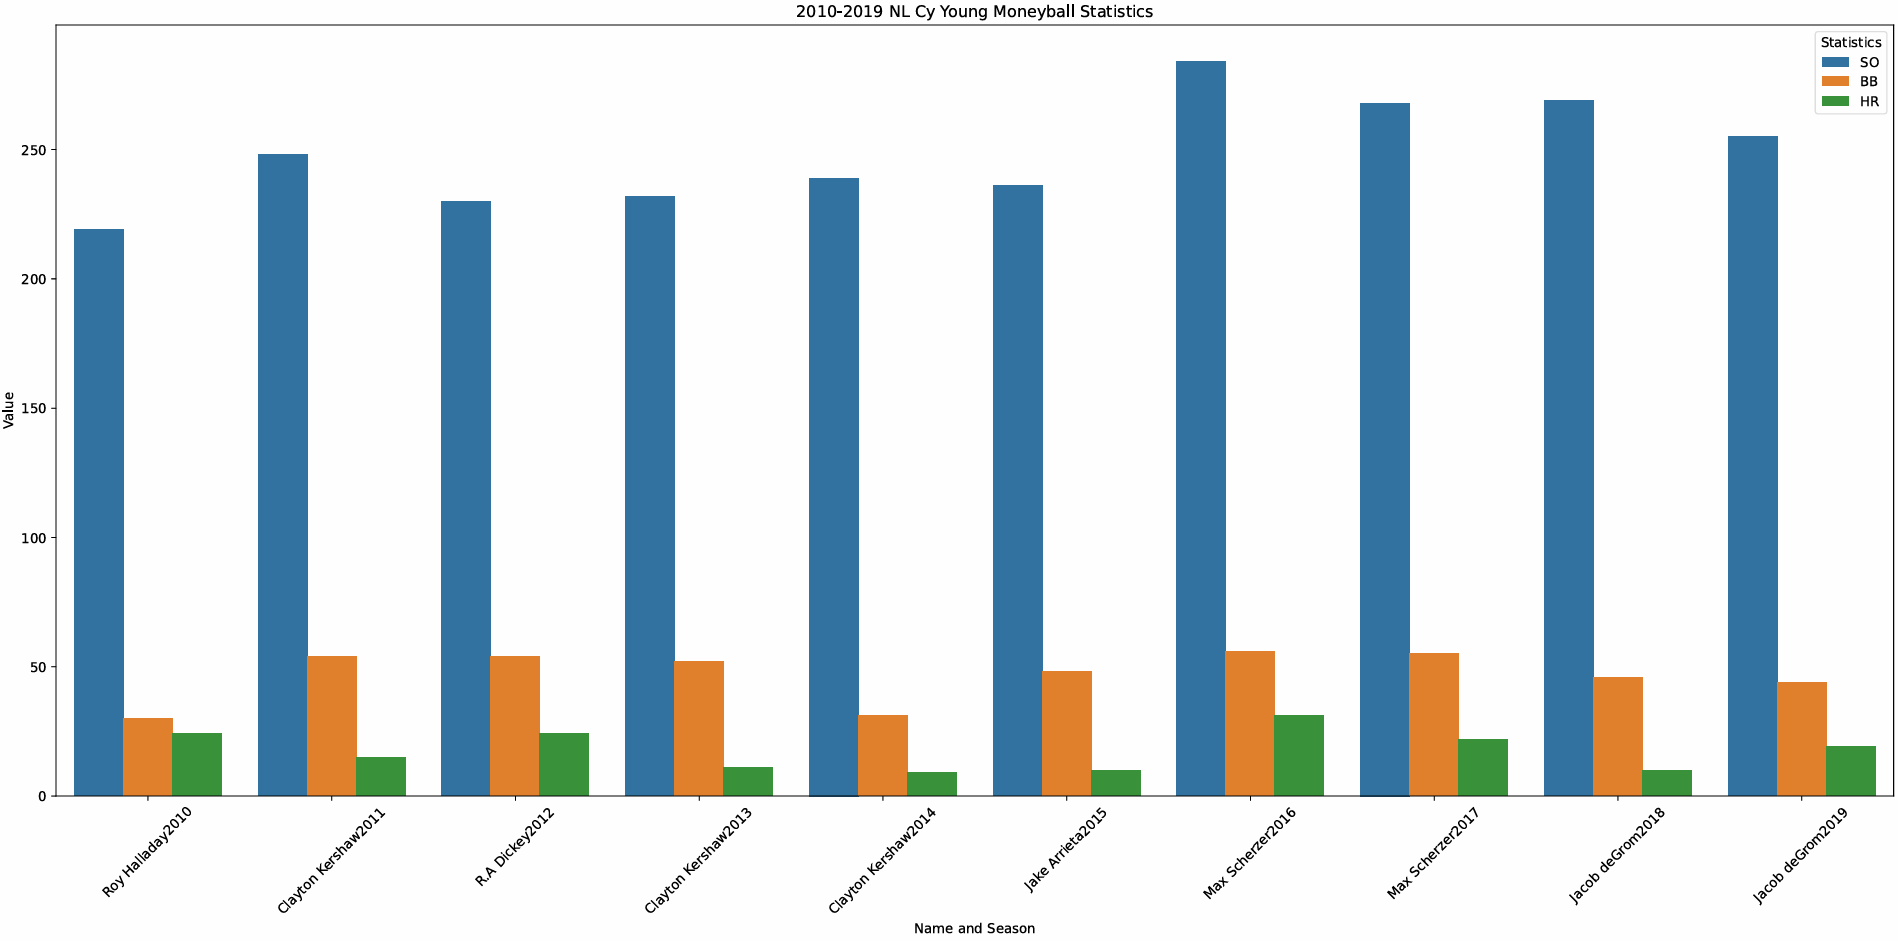 2010-2019 NL Cy Young Moneyball Statistics
Statistics
SO
BB
HR
Value
250
200
150
100
50
0
Roy Halladay2010
Clayton Kershaw2011
R.A Dickey2012
Clayton Kershaw2013
Clayton Kershaw2014
Jake Arrieta2015
Max Scherzer2016
Max Scherzer2017
Jacob deGrom2018
Jacob deGrom2019
Name and Season